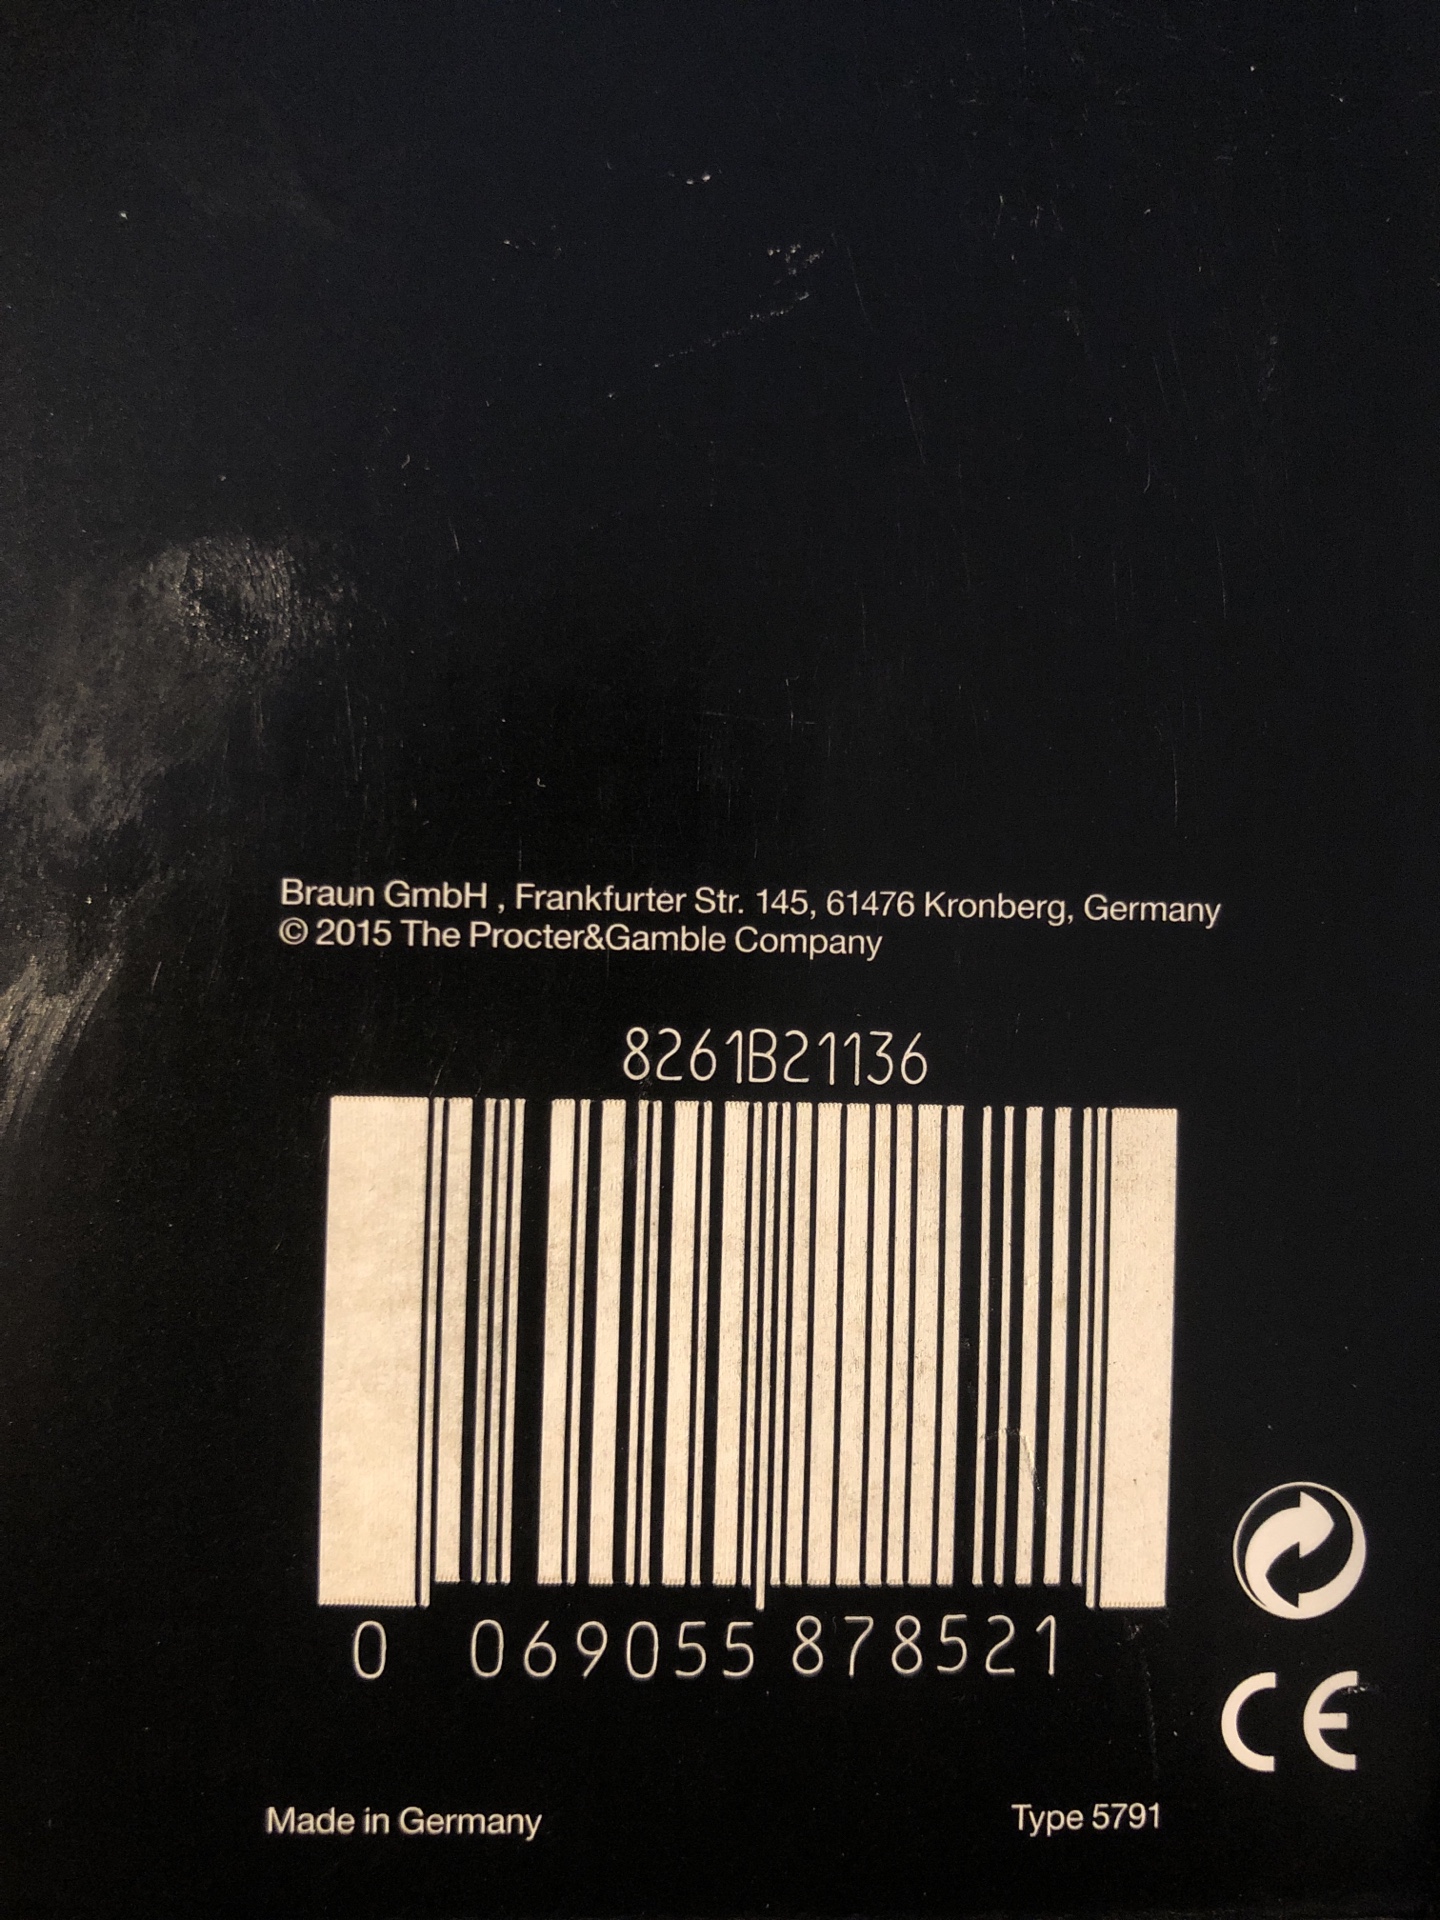 Braun GmbH , Frankfurter Str. 145, 61476 Kronberg, Germany
© 2015 The Procter&Gamble Company
8261B21136
0 069055 878521
CE
Made in Germany
Type 5791